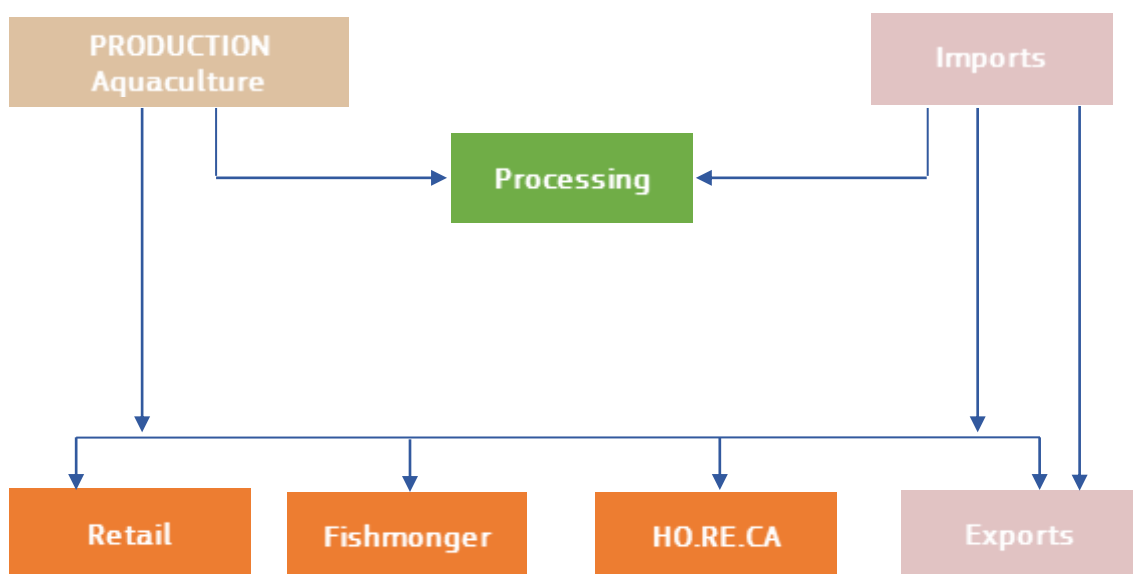 PRODUCTION
Aquaculture
Imports
Processing
Retail
Fishmonger
HO.RE.CA
Exports